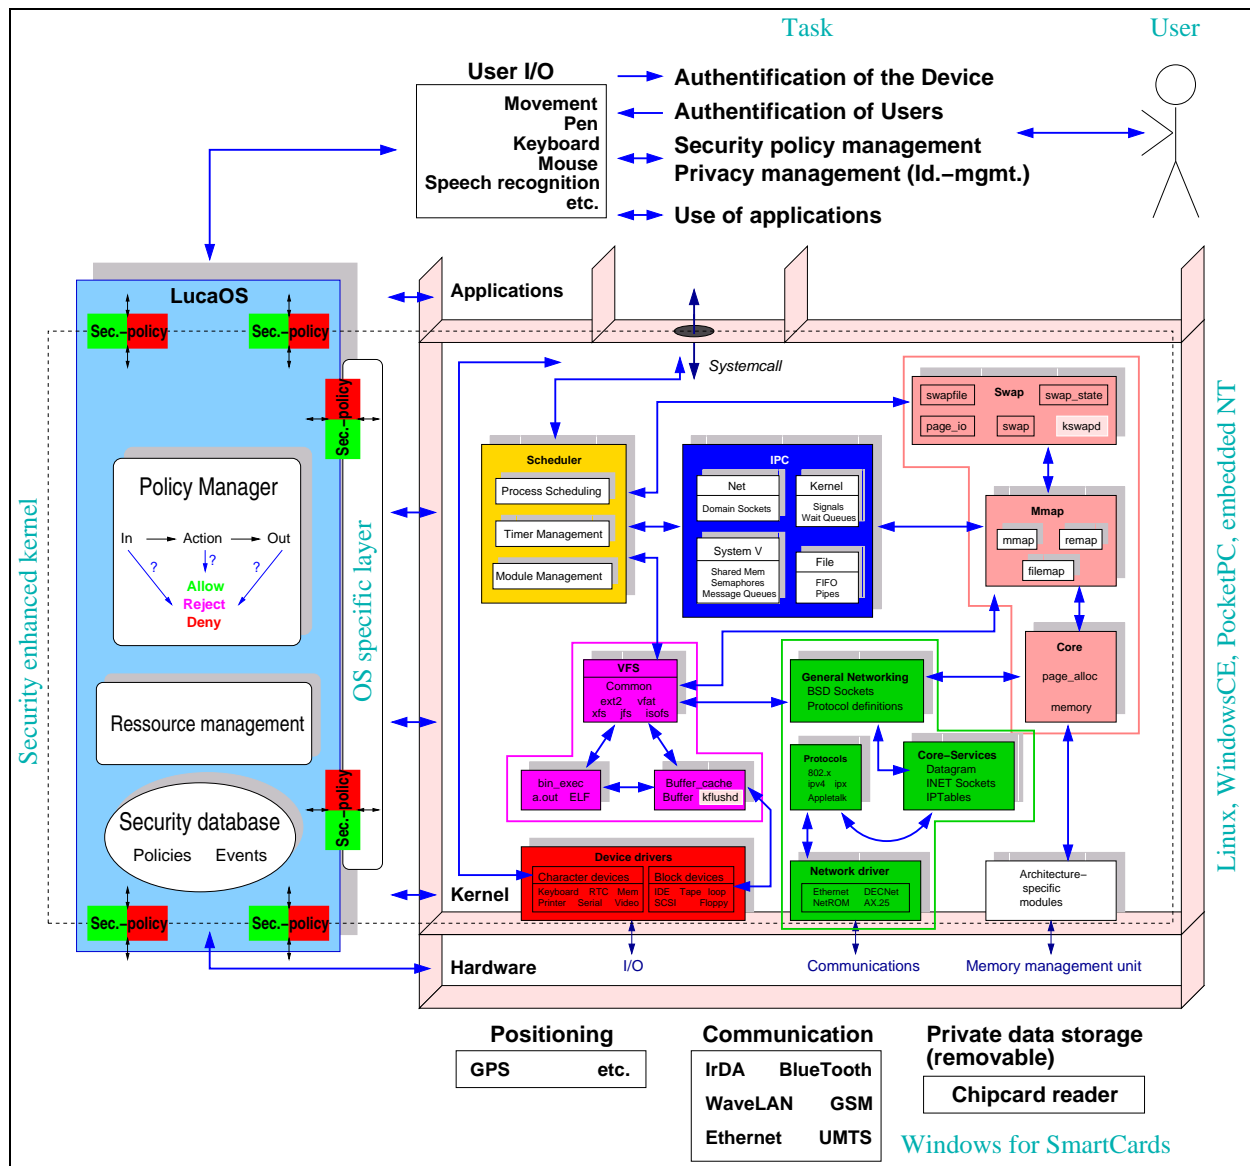 Task
User
User I/O
Movement
Pen
Keyboard
Mouse
Speech recognition
etc.
Authentification of the Device
Authentification of Users
Security policy management
Privacy management (Id.–mgmt.)
Use of applications
LucaOS
Sec.–policy
Sec.–policy
Sec.–policy
Policy Manager
In
Action
Out
?
?
?
Allow
Reject
Deny
Ressource management
Security database
Policies
Events
Sec.–policy
Sec.–policy
Sec.–policy
Security enhanced kernel
OS specific layer
Applications
Systemcall
Scheduler
Process Scheduling
Timer Management
Module Management
IPC
Net
Domain Sockets
Kernel
Signals
Wait Queues
System V
Shared Mem
Semaphores
Message Queues
File
FIFO
Pipes
Swap
swapfile
swap_state
page_io
swap
kswapd
Mmap
mmap
remap
filemap
Core
page_alloc
memory
VFS
Common
ext2 vfat
xfs jfs isofs
bin_exec
a.out ELF
Buffer_cache
Buffer kflushd
General Networking
BSD Sockets
Protocol definitions
Protocols
802.x
ipv4 ipx
Appletalk
Core–Services
Datagram
INET Sockets
IPTables
Device drivers
Character devices
Keyboard RTC Mem
Printer Serial Video
Block devices
IDE Tape loop
SCSI Floppy
Network driver
Ethernet DECNet
NetROM AX.25
Architecture–
specific
modules
Kernel
Hardware
I/O
Communications
Memory management unit
Linux, WindowsCE, PocketPC, embedded NT
Positioning
GPS etc.
Communication
IrDA BlueTooth
WaveLAN GSM
Ethernet UMTS
Private data storage
(removable)
Chipcard reader
Windows for SmartCards